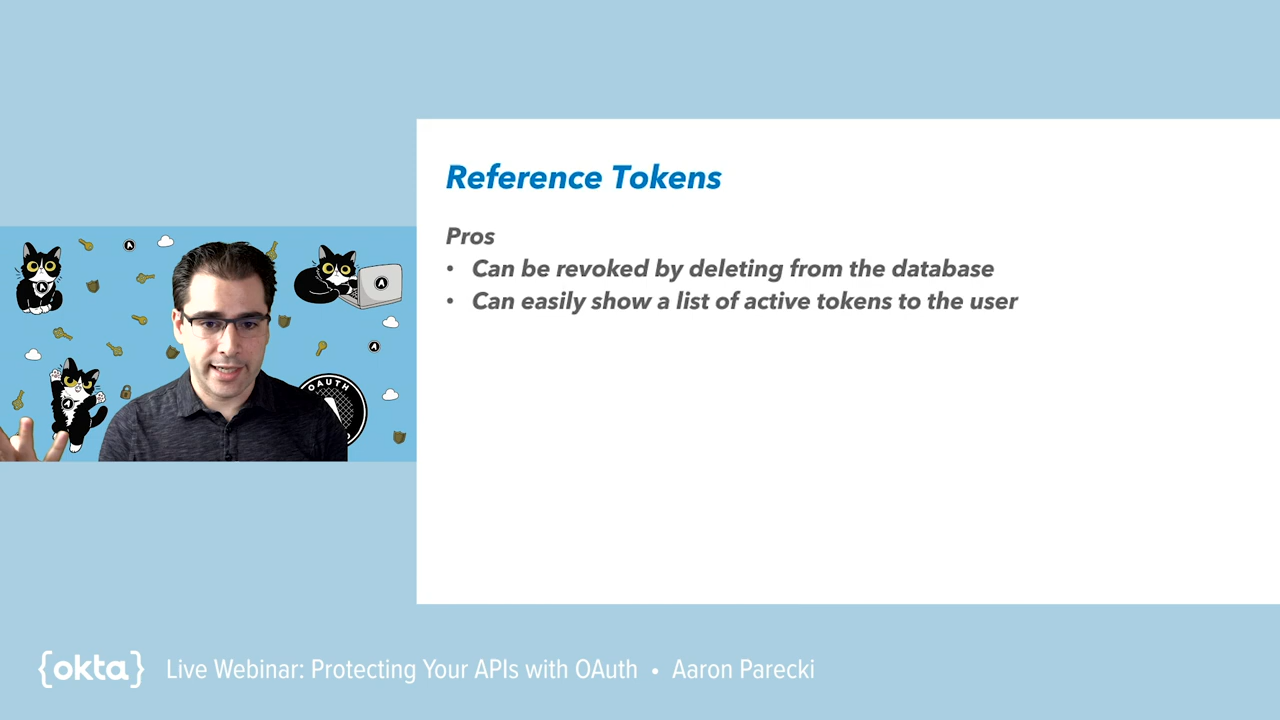 Reference Tokens
Pros
• Can be revoked by deleting from the database
• Can easily show a list of active tokens to the user
OAUTH
{okta} Live Webinar: Protecting Your APIs with OAuth • Aaron Parecki